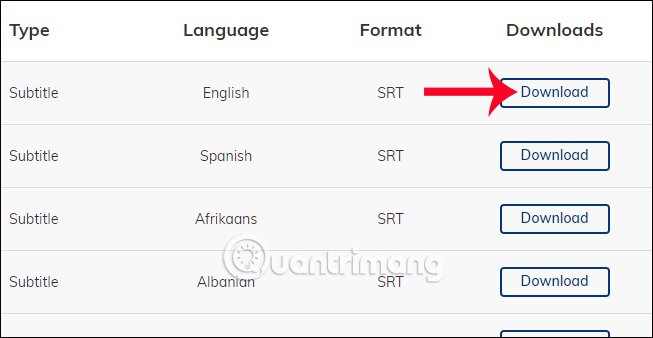 Type Language Format Downloads
Subtitle English SRT Download
Subtitle Spanish SRT Download
Subtitle Afrikaans SRT Download
Quantrimang
Subtitle Albanian SRT Download